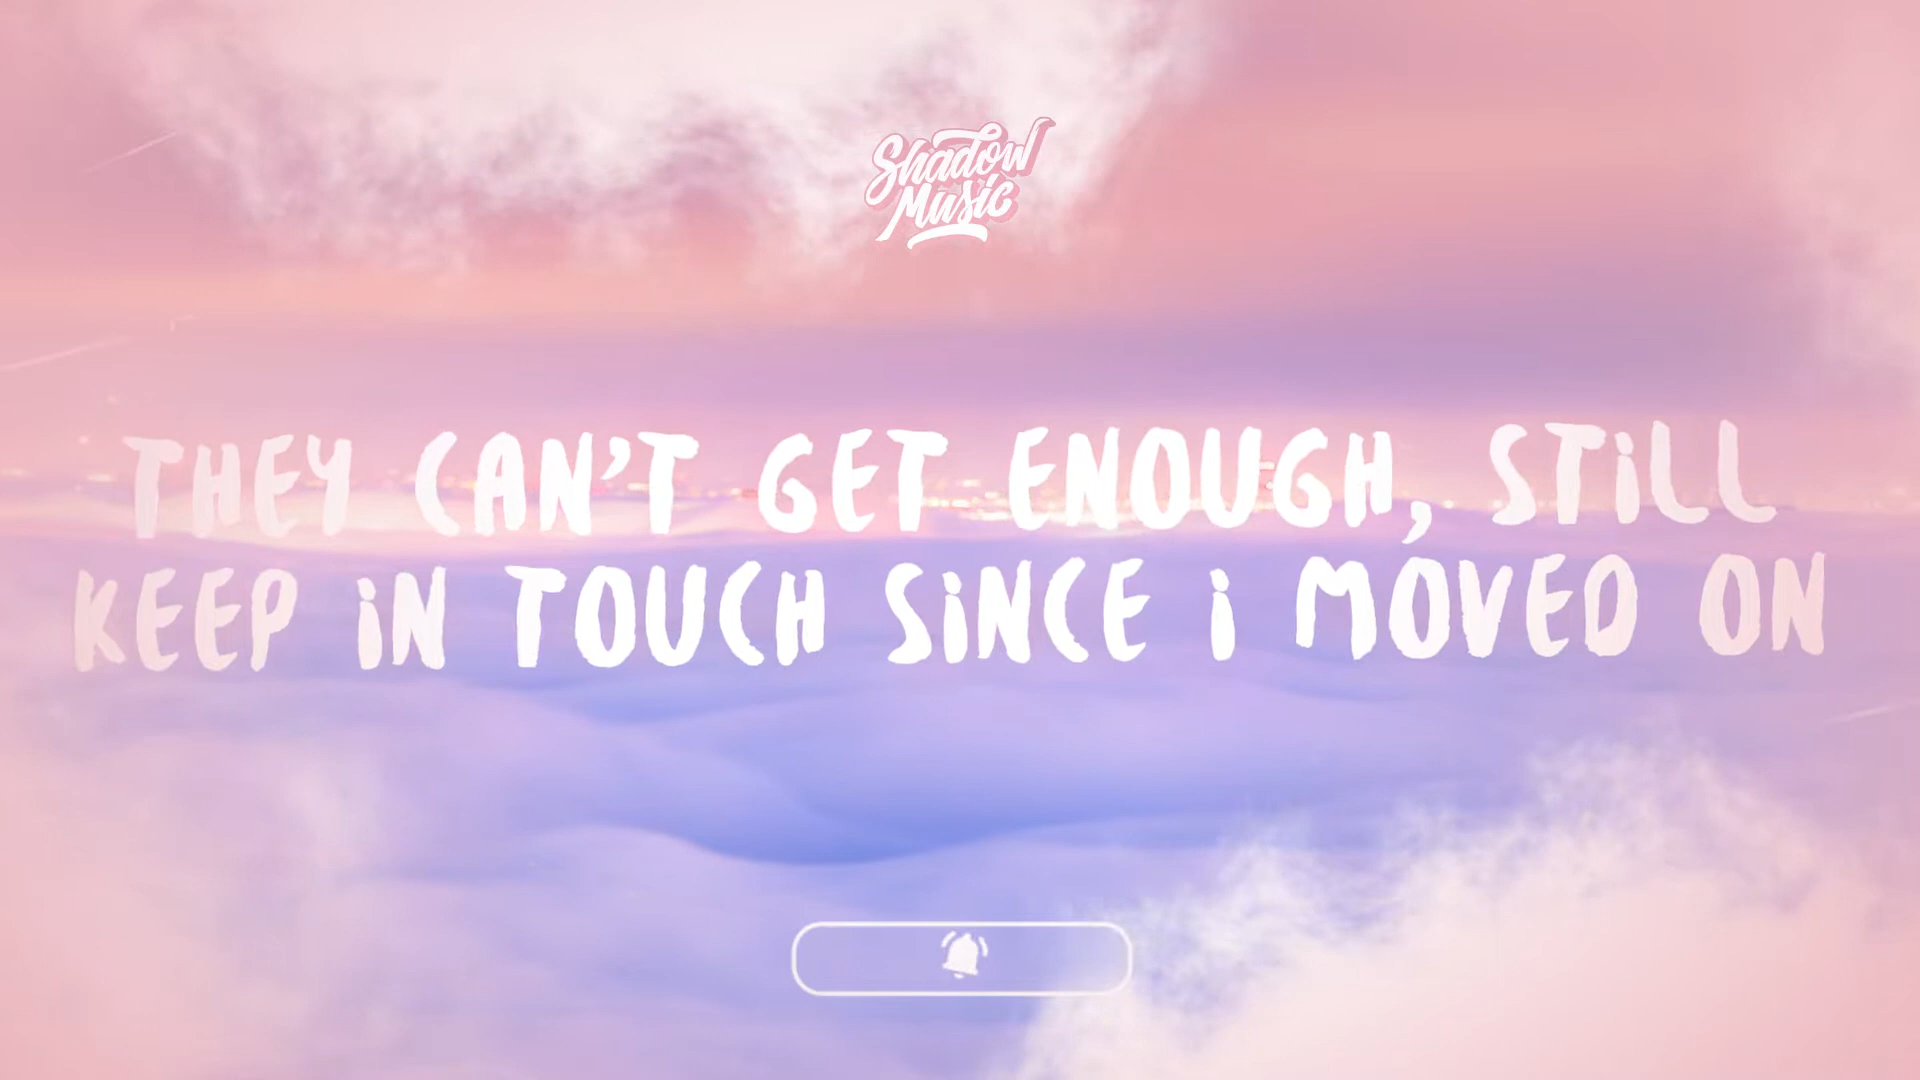 Shadow
Music
THEY CAN'T GET ENOUGH, STiLL
KEEP iN TOUCH SiNCE i MOVED ON